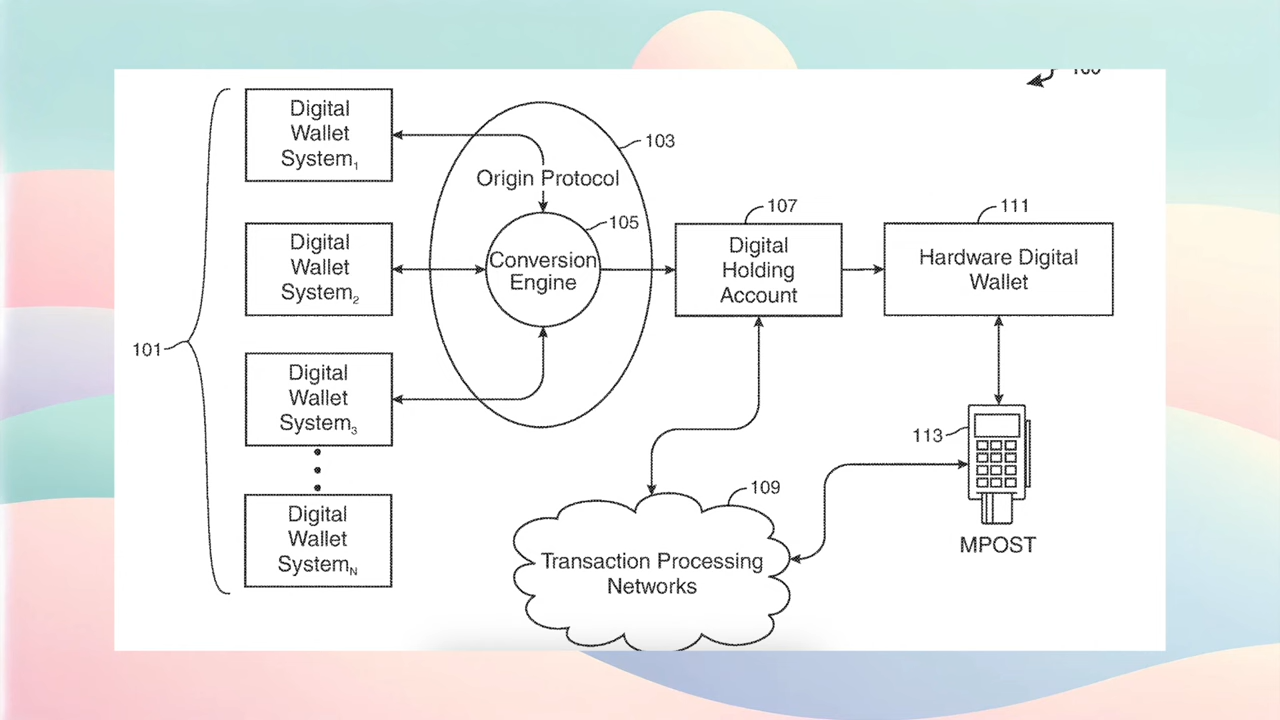 Digital
Wallet
System1
Origin Protocol
103
105
Conversion
Engine
107
Digital
Holding
Account
111
Hardware Digital
Wallet
Digital
Wallet
System2
101
Digital
Wallet
System3
113
MPOST
109
Transaction Processing
Networks
Digital
Wallet
SystemN